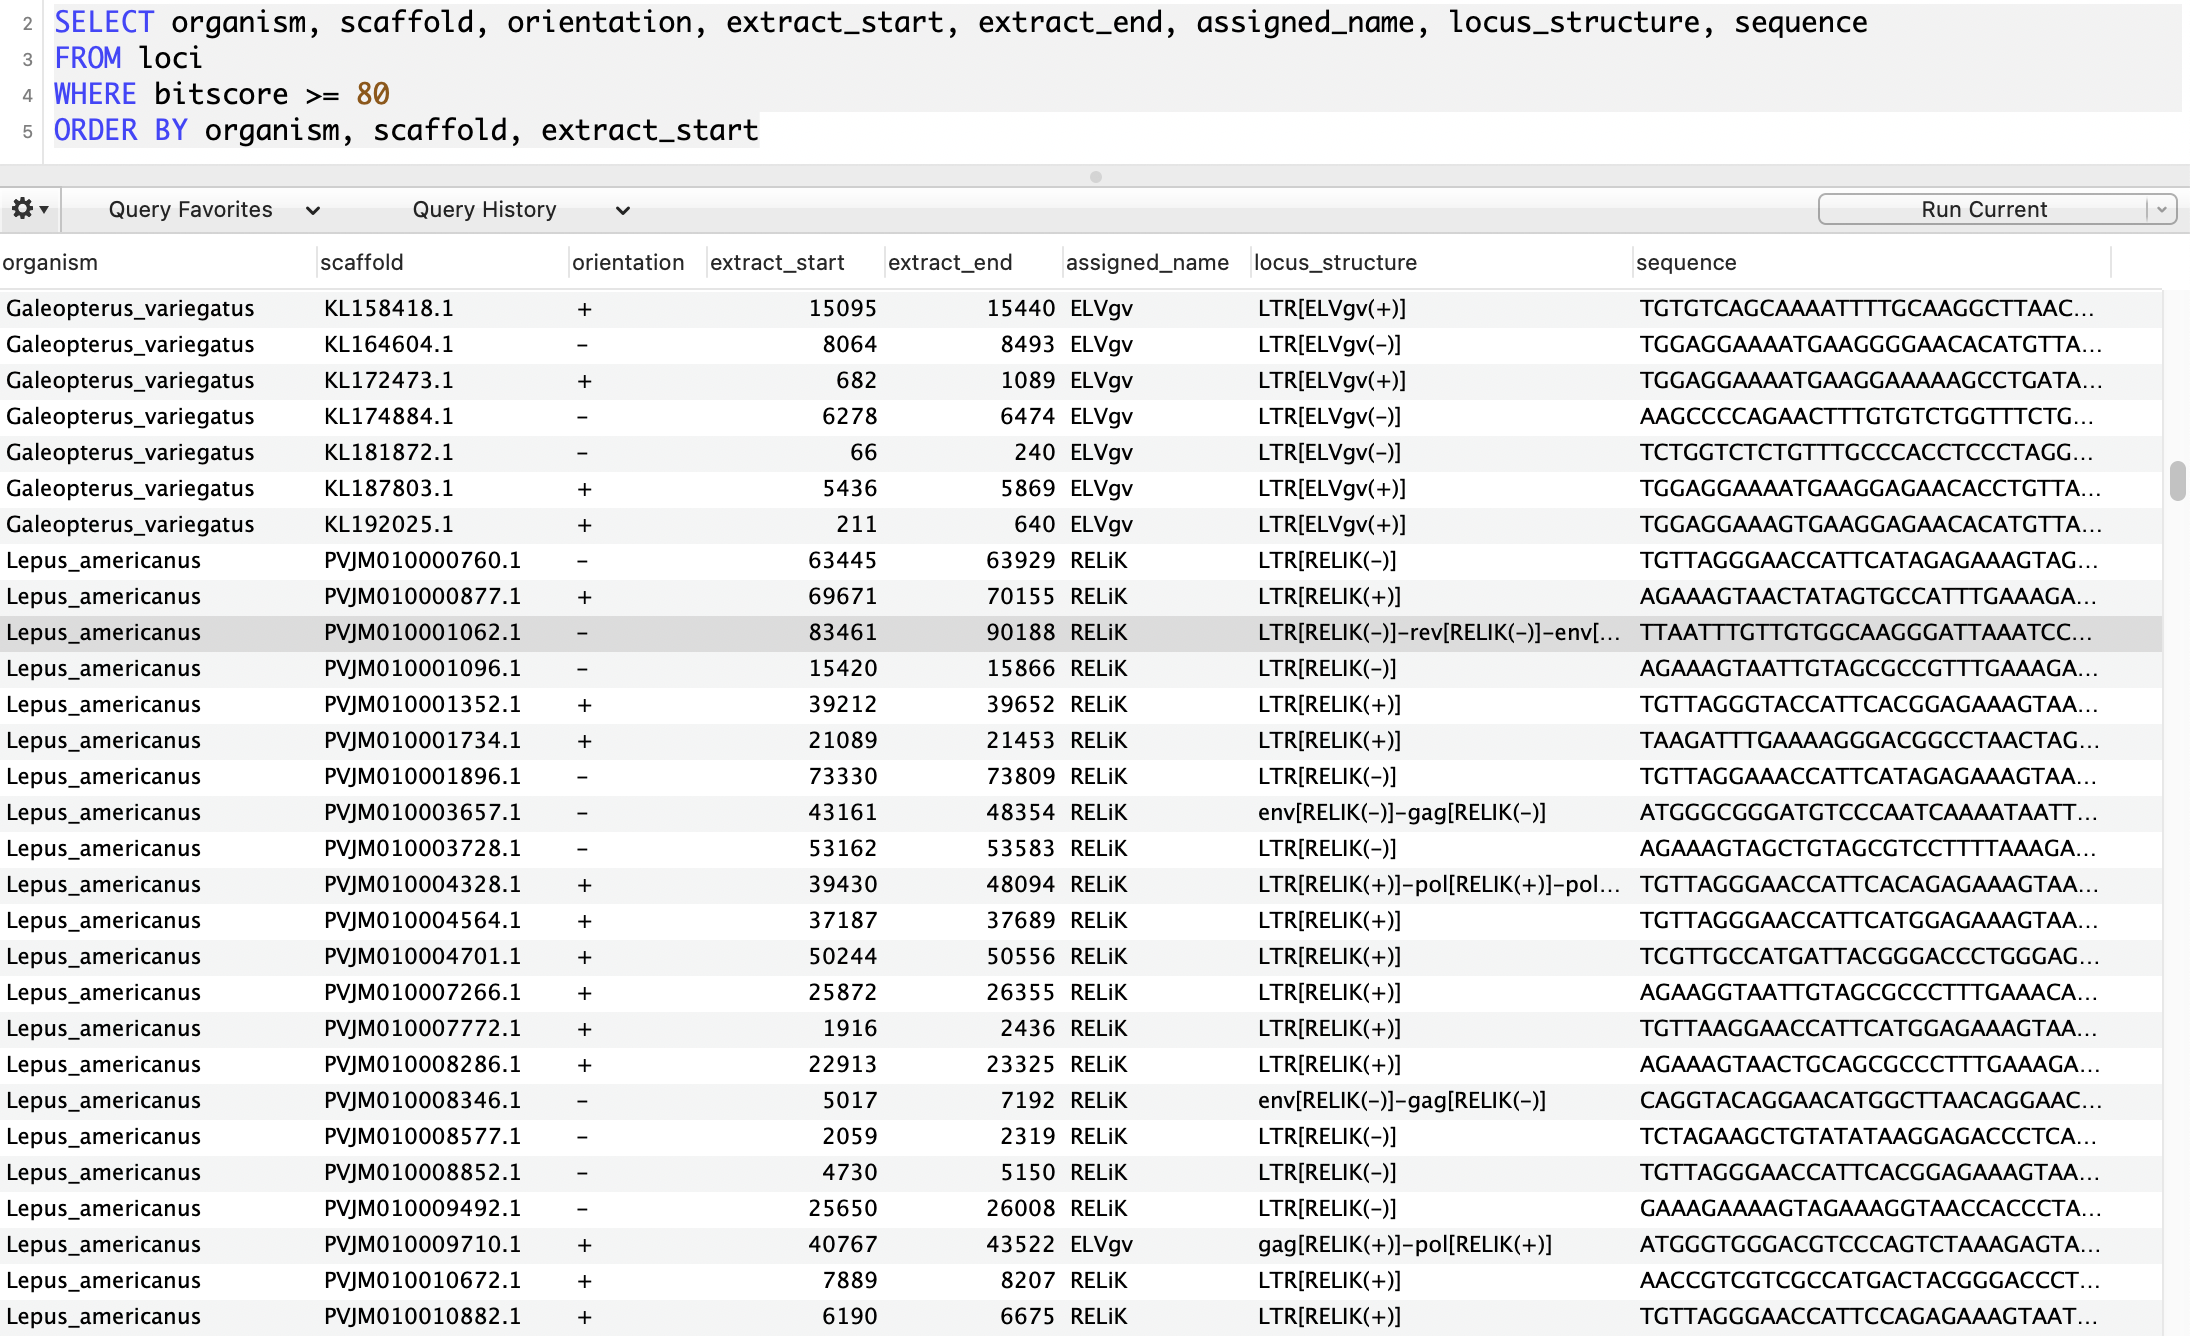 2 SELECT organism, scaffold, orientation, extract_start, extract_end, assigned_name, locus_structure, sequence
3 FROM loci
4 WHERE bitscore >= 80
5 ORDER BY organism, scaffold, extract_start
Query Favorites Query History Run Current
organism scaffold orientation extract_start extract_end assigned_name locus_structure sequence
Galeopterus_variegatus KL158418.1 + 15095 15440 ELVgv LTR[ELVgv(+)] TGTGTCAGCAAAATTTTGCAAGGCTTAAC...
Galeopterus_variegatus KL164604.1 - 8064 8493 ELVgv LTR[ELVgv(-)] TGGAGGAAAATGAAGGGGAACACATGTTA...
Galeopterus_variegatus KL172473.1 + 682 1089 ELVgv LTR[ELVgv(+)] TGGAGGAAAATGAAGGAAAAAGCCTGATA...
Galeopterus_variegatus KL174884.1 - 6278 6474 ELVgv LTR[ELVgv(-)] AAGCCCCAGAACTTTGTGTCTGGTTTCTG...
Galeopterus_variegatus KL181872.1 - 66 240 ELVgv LTR[ELVgv(-)] TCTGGTCTCTGTTTGCCCACCTCCCTAGG...
Galeopterus_variegatus KL187803.1 + 5436 5869 ELVgv LTR[ELVgv(+)] TGGAGGAAAATGAAGGAGAACACCTGTTA...
Galeopterus_variegatus KL192025.1 + 211 640 ELVgv LTR[ELVgv(+)] TGGAGGAAAGTGAAGGAGAACACATGTTA...
Lepus_americanus PVJM010000760.1 - 63445 63929 RELiK LTR[RELIK(-)] TGTTAGGGAACCATTCATAGAGAAAGTAG...
Lepus_americanus PVJM010000877.1 + 69671 70155 RELiK LTR[RELIK(+)] AGAAAGTAACTATAGTGCCATTTGAAAGA...
Lepus_americanus PVJM010001062.1 - 83461 90188 RELiK LTR[RELIK(-)]-rev[RELIK(-)]-env[... TTAATTTGTTGTGGCAAGGGATTAAATCC...
Lepus_americanus PVJM010001096.1 - 15420 15866 RELiK LTR[RELIK(-)] AGAAAGTAATTGTAGCGCCGTTTGAAAGA...
Lepus_americanus PVJM010001352.1 + 39212 39652 RELiK LTR[RELIK(+)] TGTTAGGGTACCATTCACGGAGAAAGTAA...
Lepus_americanus PVJM010001734.1 + 21089 21453 RELiK LTR[RELIK(+)] TAAGATTTGAAAAGGGACGGCCTAACTAG...
Lepus_americanus PVJM010001896.1 - 73330 73809 RELiK LTR[RELIK(-)] TGTTAGGAAACCATTCATAGAGAAAGTAA...
Lepus_americanus PVJM010003657.1 - 43161 48354 RELiK env[RELIK(-)]-gag[RELIK(-)] ATGGGCGGGATGTCCCAATCAAAATAATT...
Lepus_americanus PVJM010003728.1 - 53162 53583 RELiK LTR[RELIK(-)] AGAAAGTAGCTGTAGCGTCCTTTTAAAGA...
Lepus_americanus PVJM010004328.1 + 39430 48094 RELiK LTR[RELIK(+)]-pol[RELIK(+)]-pol... TGTTAGGGAACCATTCACAGAGAAAGTAA...
Lepus_americanus PVJM010004564.1 + 37187 37689 RELiK LTR[RELIK(+)] TGTTAGGGAACCATTCATGGAGAAAGTAA...
Lepus_americanus PVJM010004701.1 + 50244 50556 RELiK LTR[RELIK(+)] TCGTTGCCATGATTACGGGACCCTGGGAG...
Lepus_americanus PVJM010007266.1 + 25872 26355 RELiK LTR[RELIK(+)] AGAAGGTAATTGTAGCGCCCTTTGAAACA...
Lepus_americanus PVJM010007772.1 + 1916 2436 RELiK LTR[RELIK(+)] TGTTAAGGAACCATTCATGGAGAAAGTAA...
Lepus_americanus PVJM010008286.1 + 22913 23325 RELiK LTR[RELIK(+)] AGAAAGTAACTGCAGCGCCCTTTGAAAGA...
Lepus_americanus PVJM010008346.1 - 5017 7192 RELiK env[RELIK(-)]-gag[RELIK(-)] CAGGTACAGGAACATGGCTTAACAGGAAC...
Lepus_americanus PVJM010008577.1 - 2059 2319 RELiK LTR[RELIK(-)] TCTAGAAGCTGTATATAAGGAGACCCTCA...
Lepus_americanus PVJM010008852.1 - 4730 5150 RELiK LTR[RELIK(-)] TGTTAGGGAACCATTCACGGAGAAAGTAA...
Lepus_americanus PVJM010009492.1 - 25650 26008 RELiK LTR[RELIK(-)] GAAAGAAAAGTAGAAAGGTAACCACCCTA...
Lepus_americanus PVJM010009710.1 + 40767 43522 ELVgv gag[RELIK(+)]-pol[RELIK(+)] ATGGGTGGGACGTCCCAGTCTAAAGAGTA...
Lepus_americanus PVJM010010672.1 + 7889 8207 RELiK LTR[RELIK(+)] AACCGTCGTCGCCATGACTACGGGACCCT...
Lepus_americanus PVJM010010882.1 + 6190 6675 RELiK LTR[RELIK(+)] TGTTAGGGAACCATTCCAGAGAAAGTAAT...